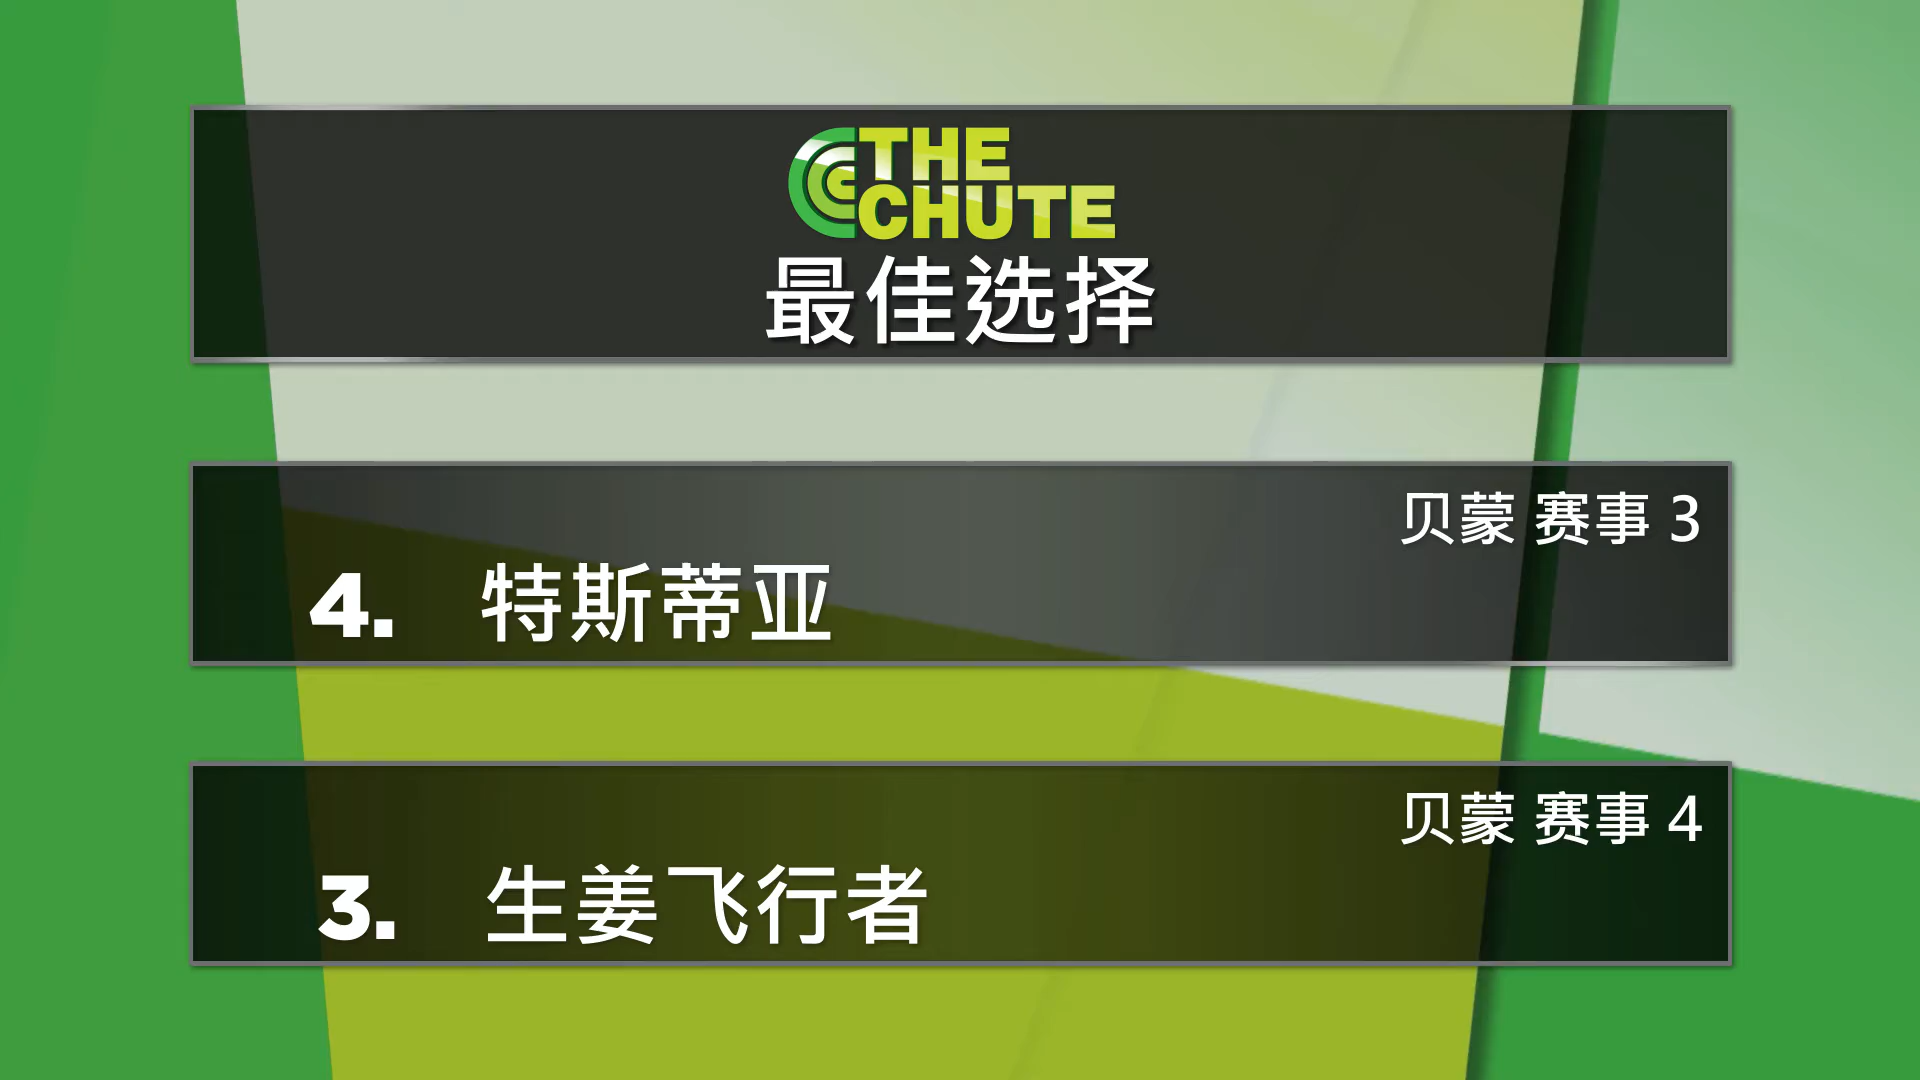 THE
CHUTE
最佳选择
贝蒙 赛事 3
4. 特斯蒂亚
贝蒙 赛事 4
3. 生姜飞行者